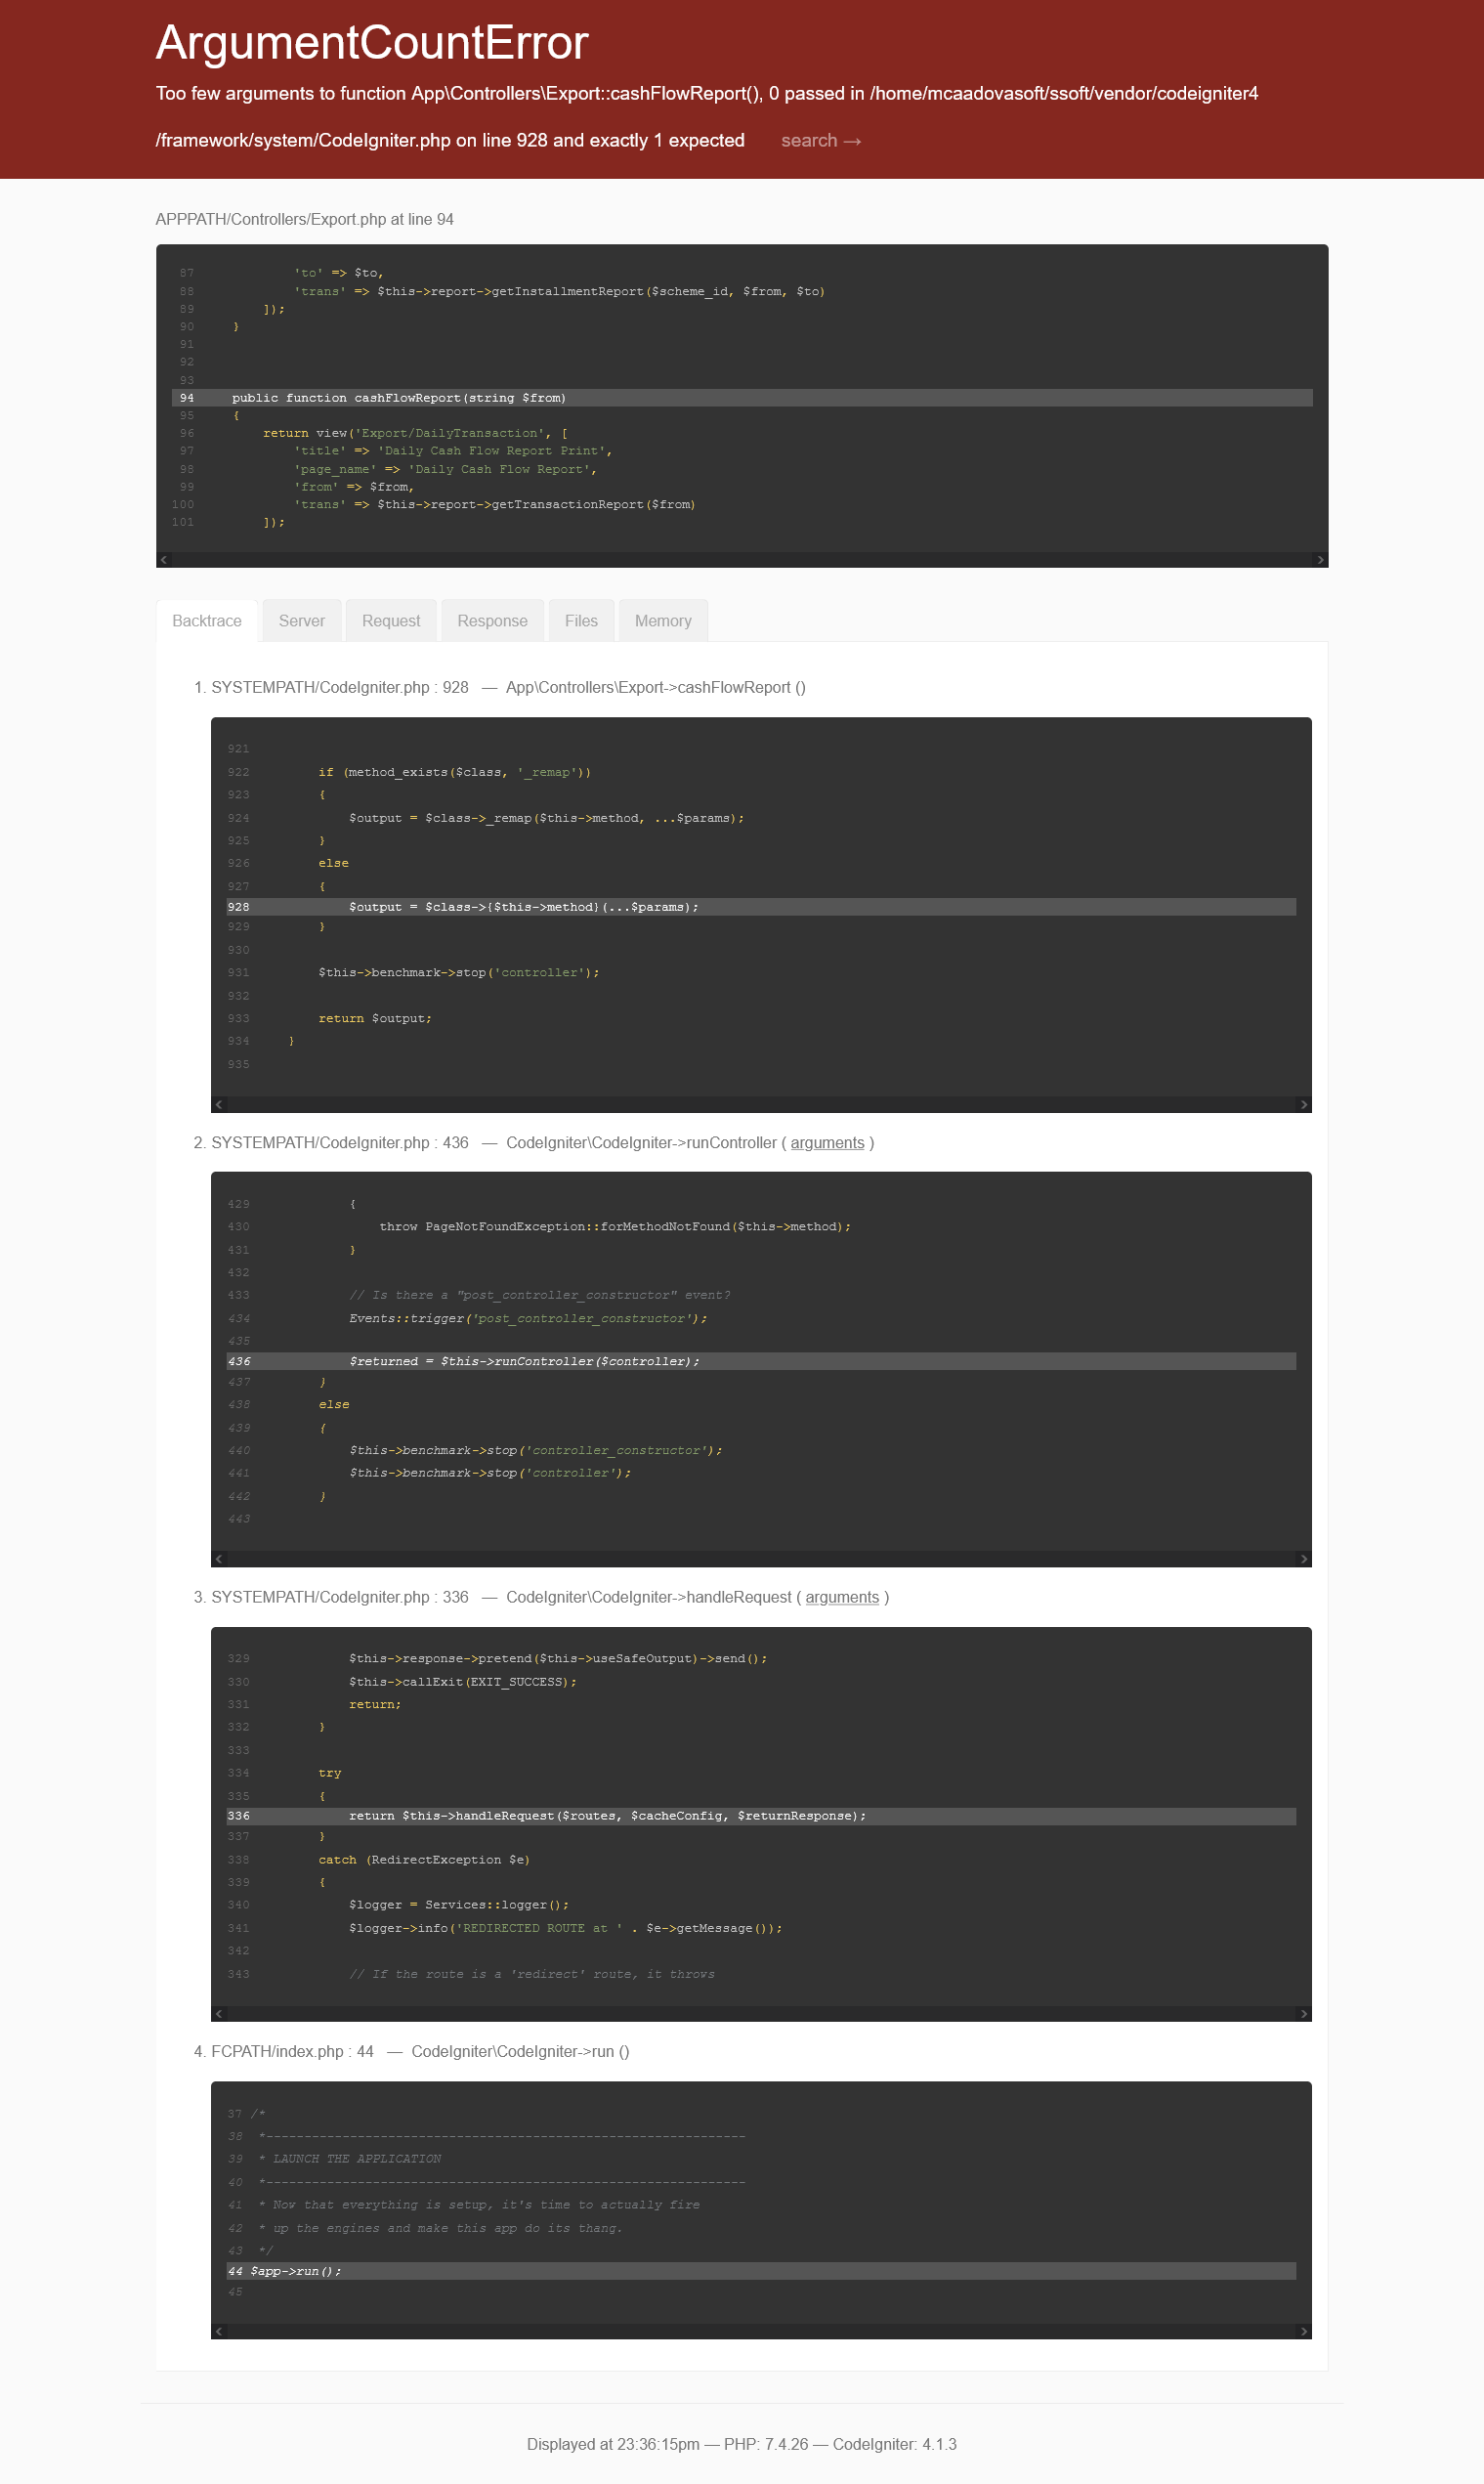 ArgumentCountError
Too few arguments to function App\Controllers\Export::cashFlowReport(), 0 passed in /home/mcaadovasoft/ssoft/vendor/codeigniter4
/framework/system/CodeIgniter.php on line 928 and exactly 1 expected search →
APPPATH/Controllers/Export.php at line 94
87 'to' => $to,
88 'trans' => $this->report->getInstallmentReport($scheme_id, $from, $to)
89 ]);
90 }
91
92
93
94 public function cashFlowReport(string $from)
95 {
96 return view('Export/DailyTransaction', [
97 'title' => 'Daily Cash Flow Report Print',
98 'page_name' => 'Daily Cash Flow Report',
99 'from' => $from,
100 'trans' => $this->report->getTransactionReport($from)
101 ]);
Backtrace Server Request Response Files Memory
1. SYSTEMPATH/CodeIgniter.php : 928 — App\Controllers\Export->cashFlowReport ()
921
922 if (method_exists($class, '_remap'))
923 {
924 $output = $class->_remap($this->method, ...$params);
925 }
926 else
927 {
928 $output = $class->{$this->method}(...$params);
929 }
930
931 $this->benchmark->stop('controller');
932
933 return $output;
934 }
935
2. SYSTEMPATH/CodeIgniter.php : 436 — CodeIgniter\CodeIgniter->runController ( arguments )
429 {
430 throw PageNotFoundException::forMethodNotFound($this->method);
431 }
432
433 // Is there a "post_controller_constructor" event?
434 Events::trigger('post_controller_constructor');
435
436 $returned = $this->runController($controller);
437 }
438 else
439 {
440 $this->benchmark->stop('controller_constructor');
441 $this->benchmark->stop('controller');
442 }
443
3. SYSTEMPATH/CodeIgniter.php : 336 — CodeIgniter\CodeIgniter->handleRequest ( arguments )
329 $this->response->pretend($this->useSafeOutput)->send();
330 $this->callExit(EXIT_SUCCESS);
331 return;
332 }
333
334 try
335 {
336 return $this->handleRequest($routes, $cacheConfig, $returnResponse);
337 }
338 catch (RedirectException $e)
339 {
340 $logger = Services::logger();
341 $logger->info('REDIRECTED ROUTE at ' . $e->getMessage());
342
343 // If the route is a 'redirect' route, it throws
4. FCPATH/index.php : 44 — CodeIgniter\CodeIgniter->run ()
37 /*
38 *---------------------------------------------------------------
39 * LAUNCH THE APPLICATION
40 *---------------------------------------------------------------
41 * Now that everything is setup, it's time to actually fire
42 * up the engines and make this app do its thang.
43 */
44 $app->run();
45
Displayed at 23:36:15pm — PHP: 7.4.26 — CodeIgniter: 4.1.3